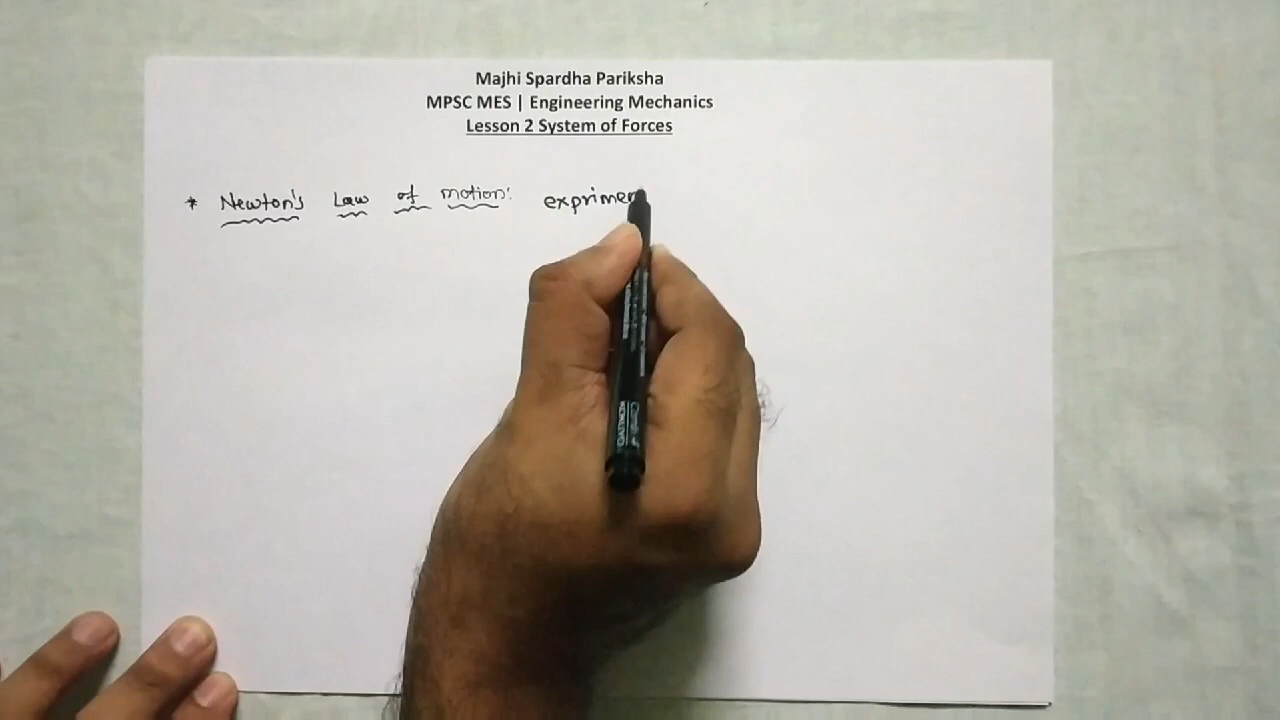 Majhi Spardha Pariksha
MPSC MES | Engineering Mechanics
Lesson 2 System of Forces
* Newton's Law of motion: exprimen